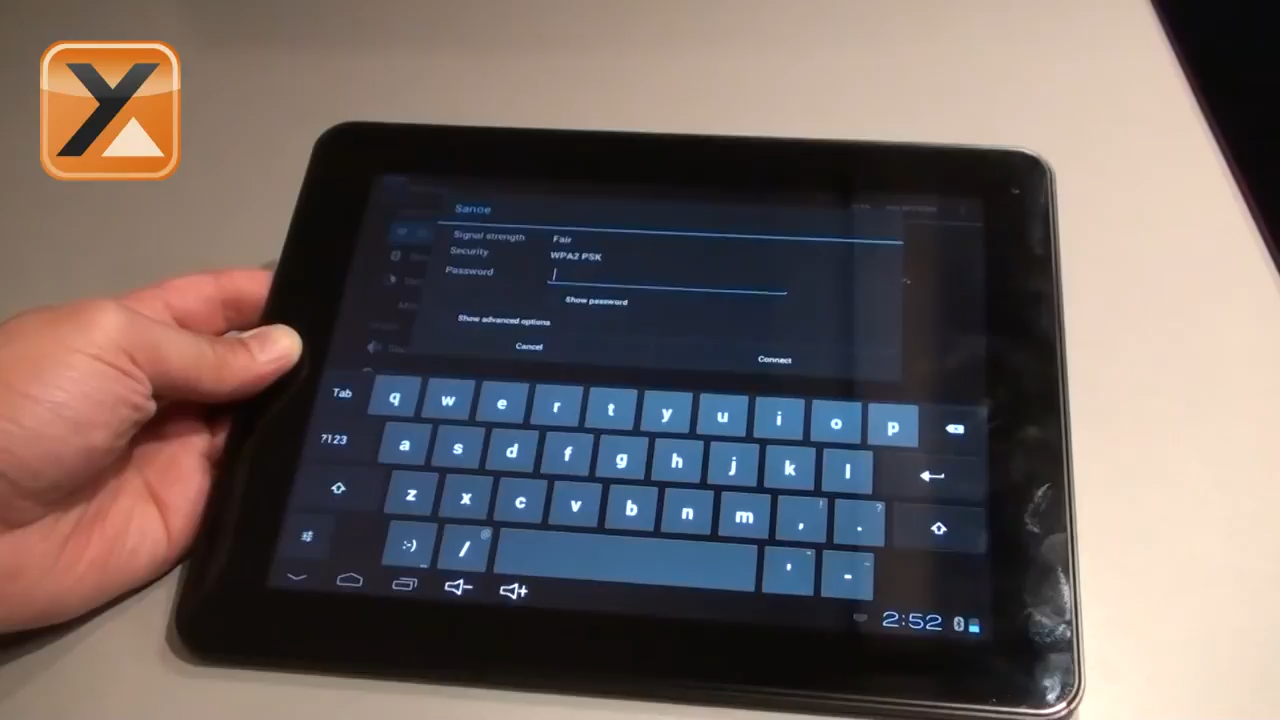 Sanoe
Signal strength Fair
Security WPA2 PSK
Password
Show password
Show advanced options
Cancel Connect
Tab q w e r t y u i o p
?123 a s d f g h j k l
z x c v b n m , ! . ?
:-) ... / @ ' " - _
2:52